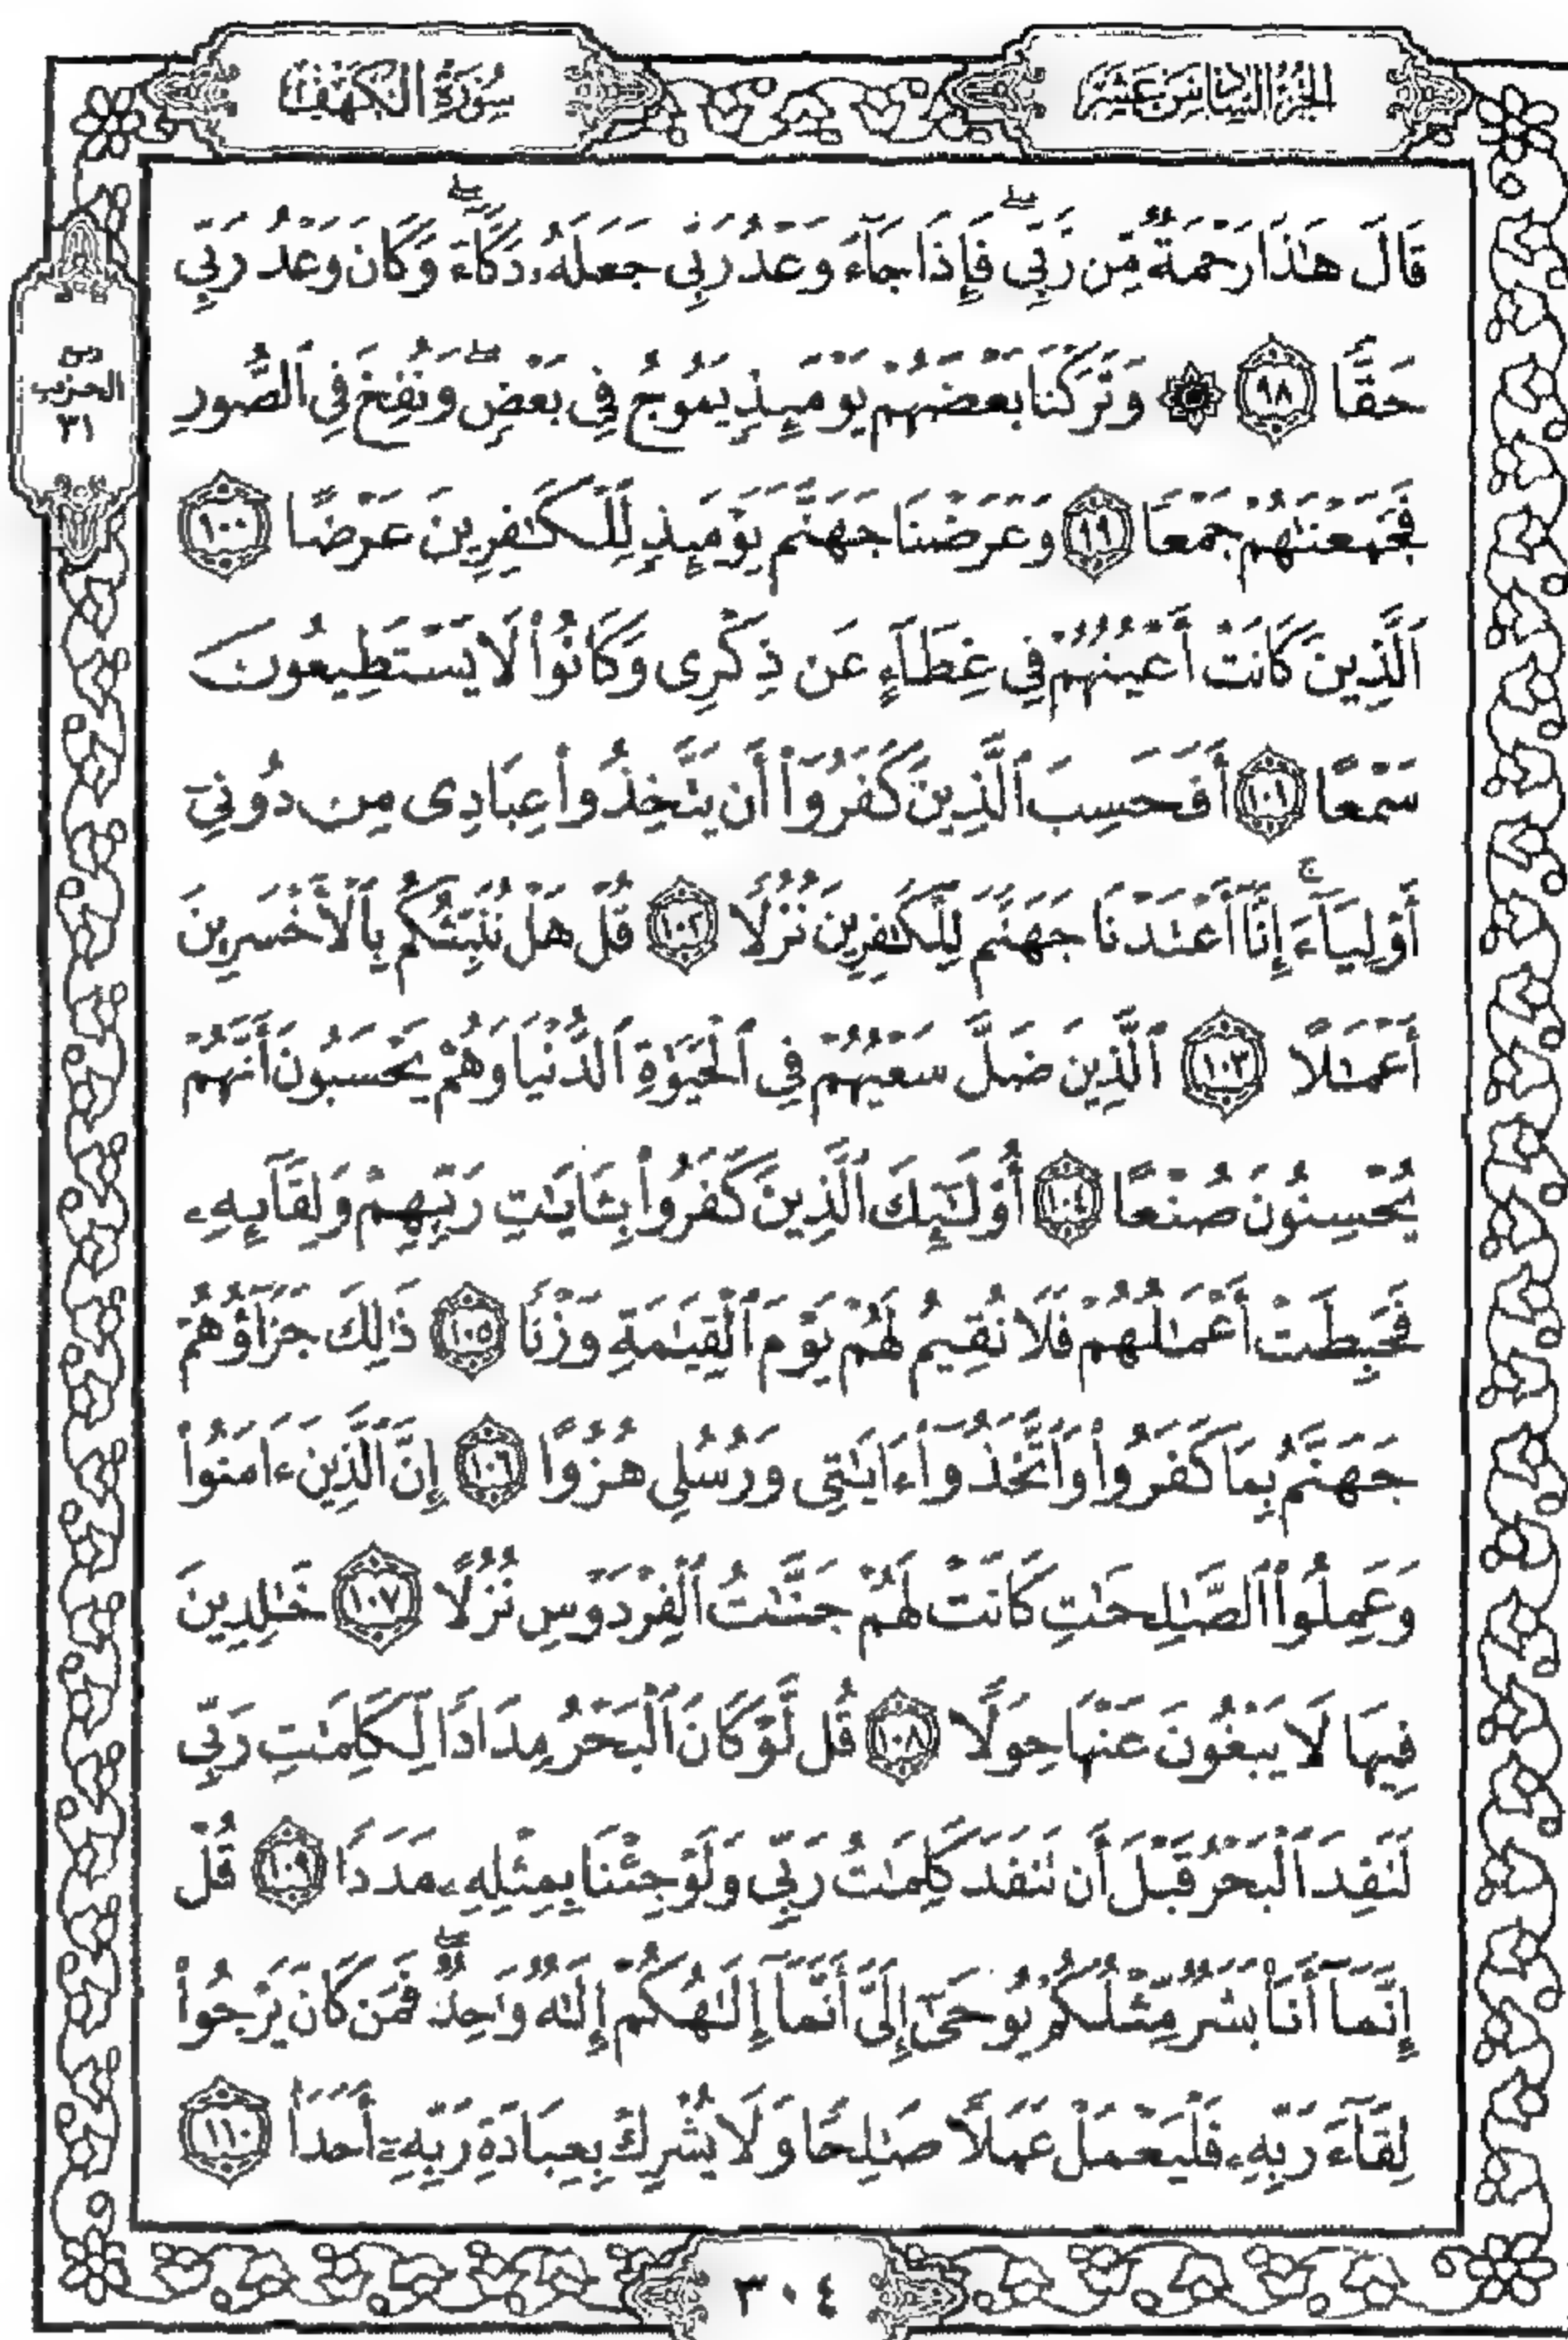 الجزء السادس عشر
سورة الكهف
قَالَ هَٰذَا رَحْمَةٌ مِّن رَّبِّي ۖ فَإِذَا جَآءَ وَعْدُ رَبِّي جَعَلَهُۥ دَكَّآءَ ۖ وَكَانَ وَعْدُ رَبِّي
حَقًّا ٩٨ ۞ وَتَرَكْنَا بَعْضَهُمْ يَوْمَئِذٍ يَمُوجُ فِي بَعْضٍ ۖ وَنُفِخَ فِي ٱلصُّورِ
ربع
الحزب
٣١
فَجَمَعْنَٰهُمْ جَمْعًا ٩٩ وَعَرَضْنَا جَهَنَّمَ يَوْمَئِذٍ لِّلْكَٰفِرِينَ عَرْضًا ١٠٠
ٱلَّذِينَ كَانَتْ أَعْيُنُهُمْ فِي غِطَآءٍ عَن ذِكْرِي وَكَانُوا۟ لَا يَسْتَطِيعُونَ
سَمْعًا ١٠١ أَفَحَسِبَ ٱلَّذِينَ كَفَرُوٓا۟ أَن يَتَّخِذُوا۟ عِبَادِي مِن دُونِيٓ
أَوْلِيَآءَ ۚ إِنَّآ أَعْتَدْنَا جَهَنَّمَ لِلْكَٰفِرِينَ نُزُلًا ١٠٢ قُلْ هَلْ نُنَبِّئُكُم بِٱلْأَخْسَرِينَ
أَعْمَٰلًا ١٠٣ ٱلَّذِينَ ضَلَّ سَعْيُهُمْ فِي ٱلْحَيَوٰةِ ٱلدُّنْيَا وَهُمْ يَحْسَبُونَ أَنَّهُمْ
يُحْسِنُونَ صُنْعًا ١٠٤ أُو۟لَٰٓئِكَ ٱلَّذِينَ كَفَرُوا۟ بِـَٔايَٰتِ رَبِّهِمْ وَلِقَآئِهِۦ
فَحَبِطَتْ أَعْمَٰلُهُمْ فَلَا نُقِيمُ لَهُمْ يَوْمَ ٱلْقِيَٰمَةِ وَزْنًا ١٠٥ ذَٰلِكَ جَزَآؤُهُمْ
جَهَنَّمُ بِمَا كَفَرُوا۟ وَٱتَّخَذُوٓا۟ ءَايَٰتِي وَرُسُلِي هُزُوًا ١٠٦ إِنَّ ٱلَّذِينَ ءَامَنُوا۟
وَعَمِلُوا۟ ٱلصَّٰلِحَٰتِ كَانَتْ لَهُمْ جَنَّٰتُ ٱلْفِرْدَوْسِ نُزُلًا ١٠٧ خَٰلِدِينَ
فِيهَا لَا يَبْغُونَ عَنْهَا حِوَلًا ١٠٨ قُل لَّوْ كَانَ ٱلْبَحْرُ مِدَادًا لِّكَلِمَٰتِ رَبِّي
لَنَفِدَ ٱلْبَحْرُ قَبْلَ أَن تَنفَدَ كَلِمَٰتُ رَبِّي وَلَوْ جِئْنَا بِمِثْلِهِۦ مَدَدًا ١٠٩ قُلْ
إِنَّمَآ أَنَا۠ بَشَرٌ مِّثْلُكُمْ يُوحَىٰٓ إِلَيَّ أَنَّمَآ إِلَٰهُكُمْ إِلَٰهٌ وَٰحِدٌ ۖ فَمَن كَانَ يَرْجُوا۟
لِقَآءَ رَبِّهِۦ فَلْيَعْمَلْ عَمَلًا صَٰلِحًا وَلَا يُشْرِكْ بِعِبَادَةِ رَبِّهِۦٓ أَحَدًا ١١٠
٣٠٤